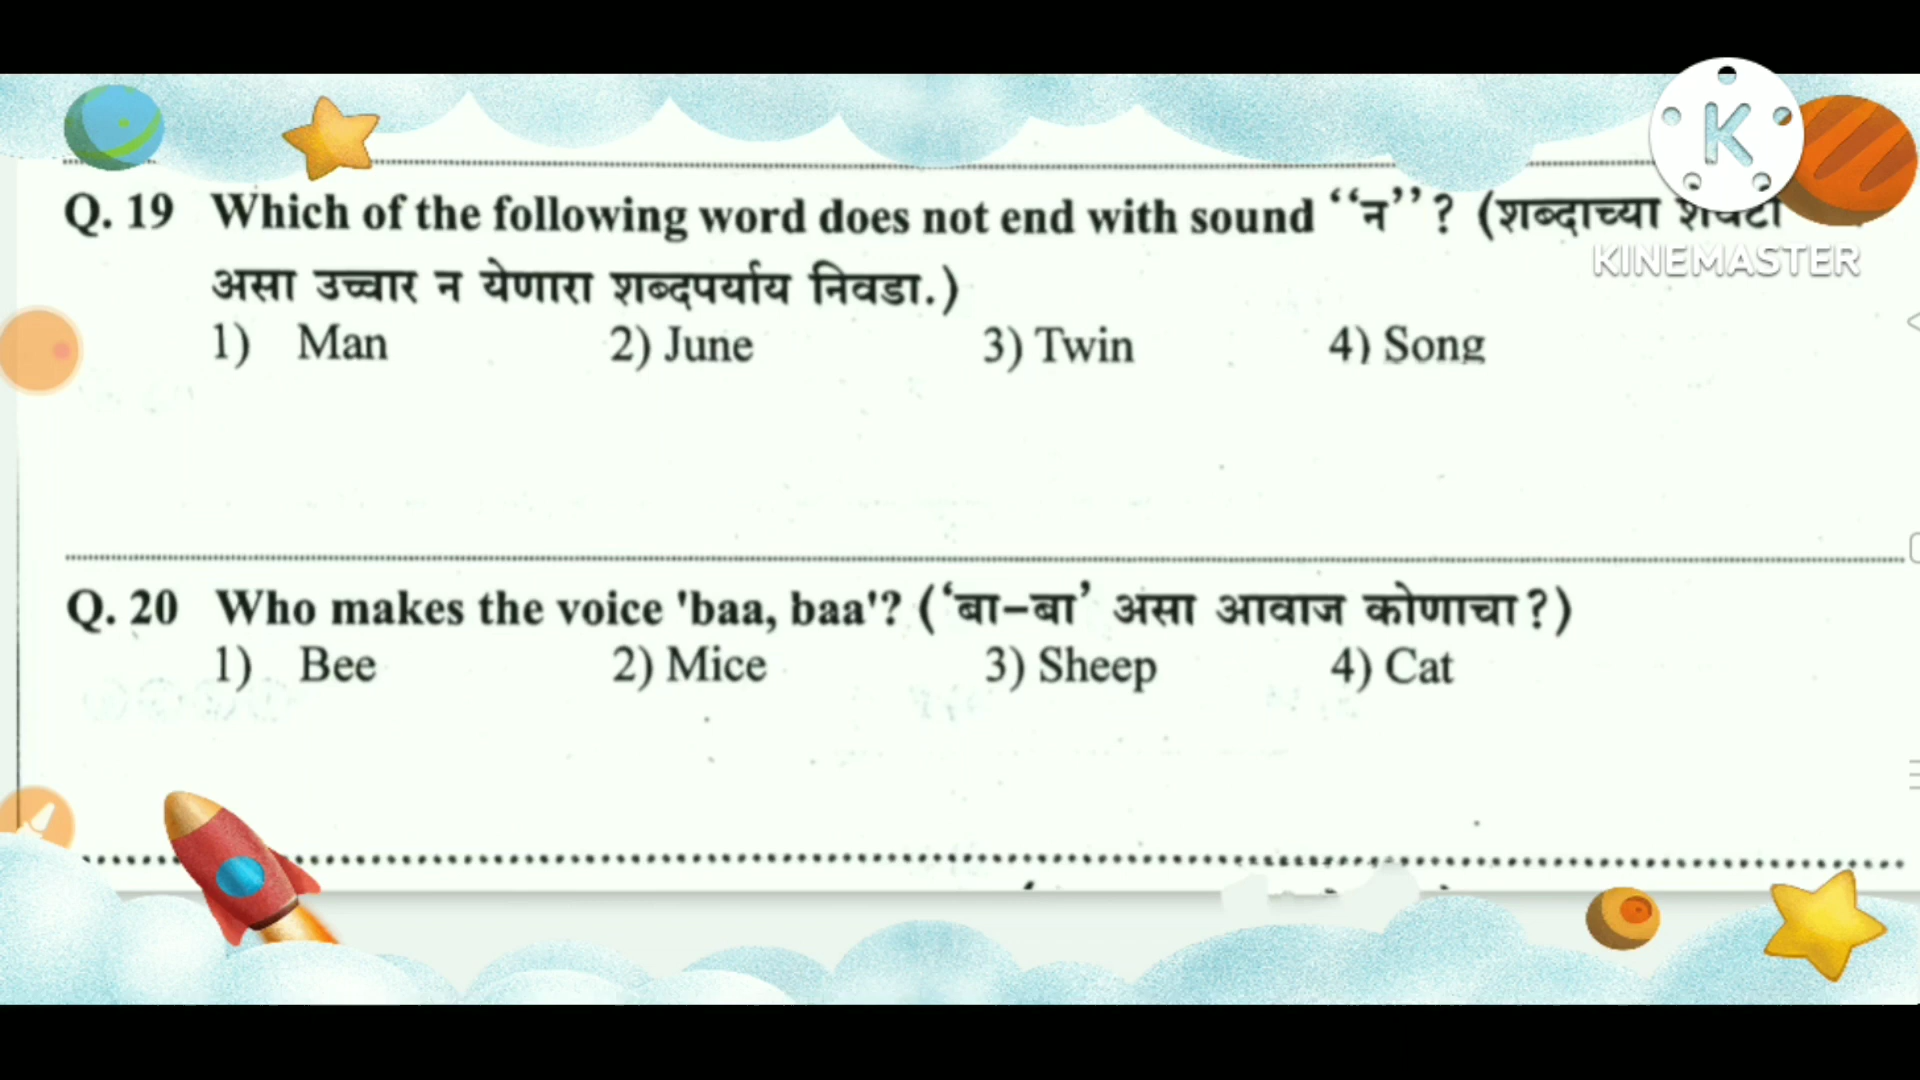 Q. 19 Which of the following word does not end with sound ‘‘न’’? (शब्दाच्या शेवटी
KINEMASTER
असा उच्चार न येणारा शब्दपर्याय निवडा.)
1) Man 2) June 3) Twin 4) Song
Q. 20 Who makes the voice 'baa, baa'? (‘बा-बा’ असा आवाज कोणाचा?)
1) Bee 2) Mice 3) Sheep 4) Cat